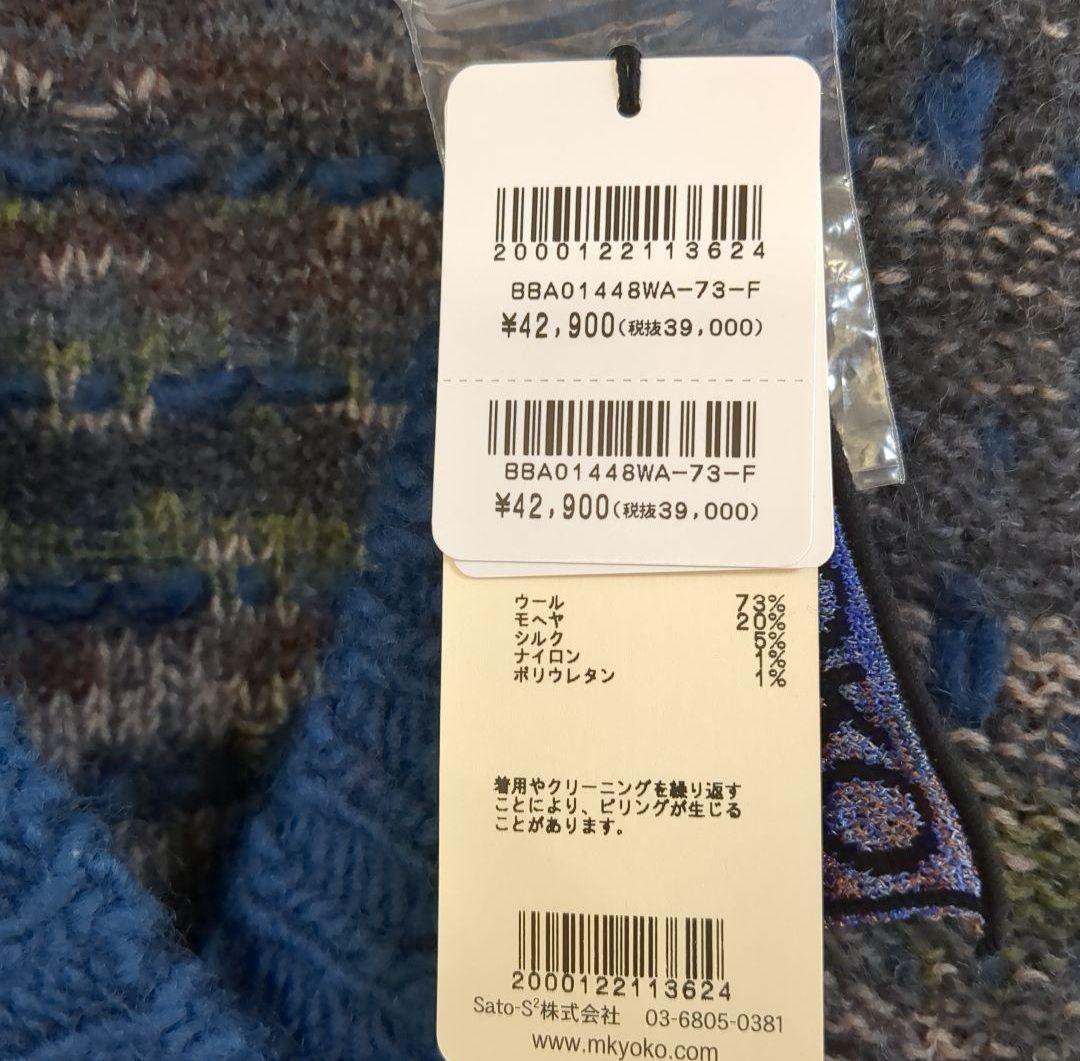 2000122113624
BBA01448WA-73-F
¥42,900(税抜39,000)
BBA01448WA-73-F
¥42,900(税抜39,000)
ウール 73%
モヘヤ 20%
シルク 5%
ナイロン 1%
ポリウレタン 1%
着用やクリーニングを繰り返す
ことにより、ピリングが生じる
ことがあります。
2000122113624
Sato-S²株式会社 03-6805-0381
www.mkyoko.com